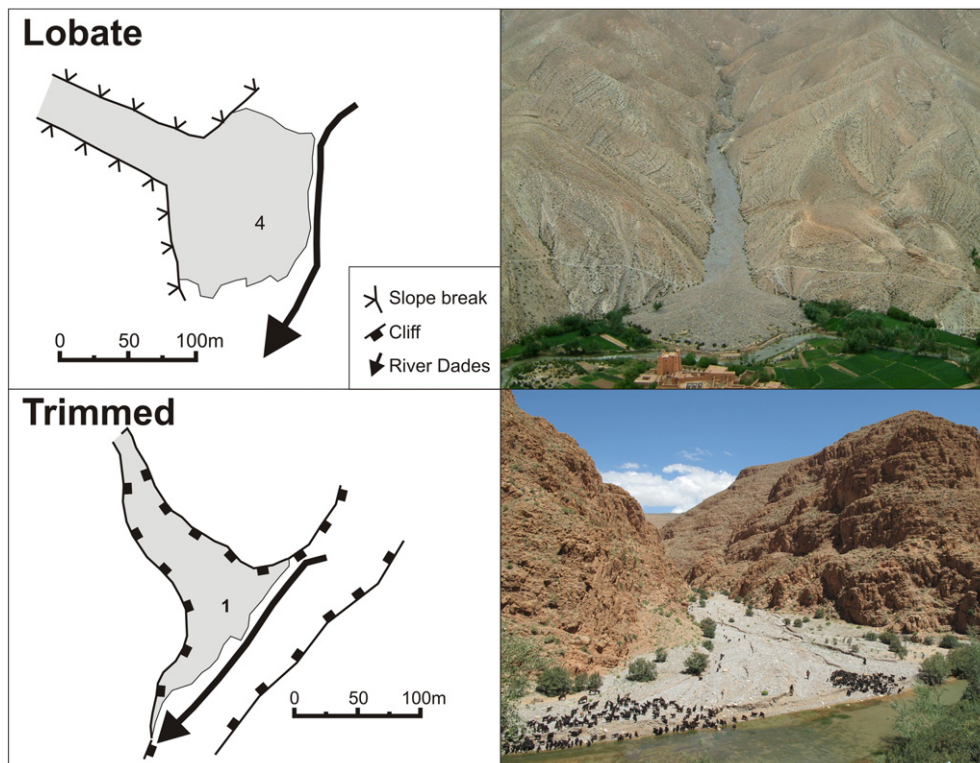 Lobate
4
0 50 100m
Slope break
Cliff
River Dades
Trimmed
1
0 50 100m